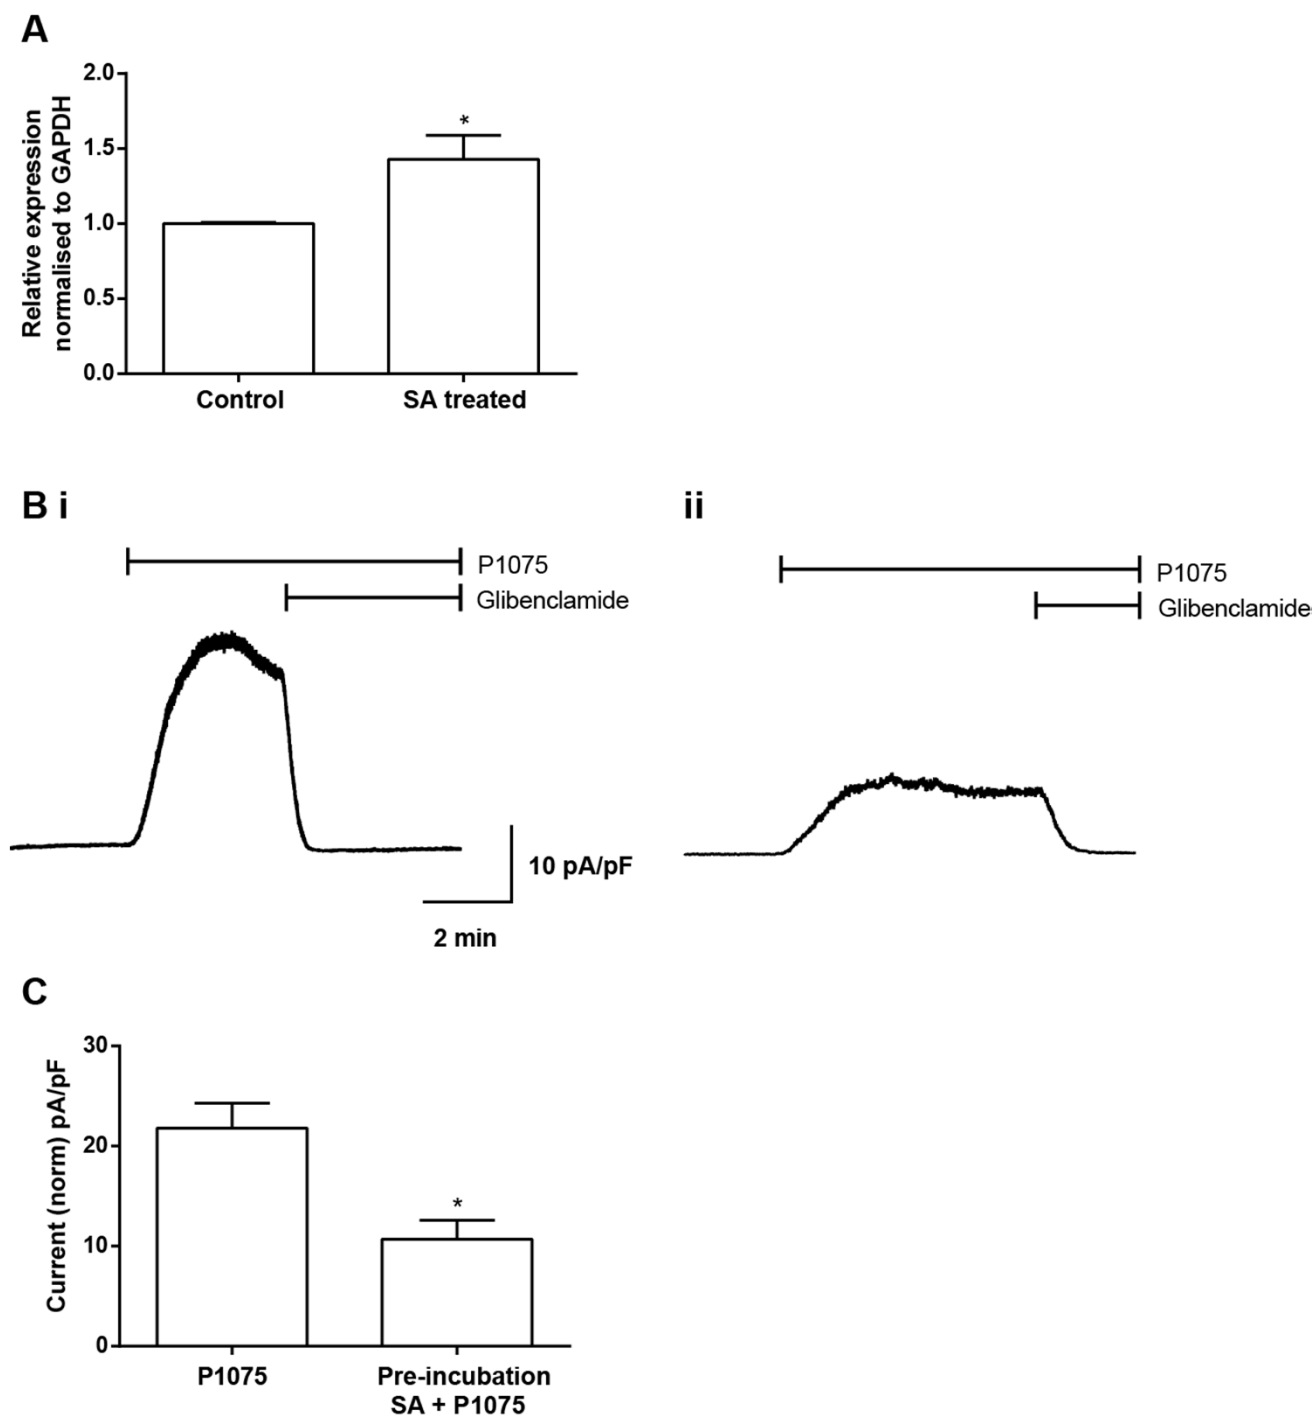 A
Relative expression
normalised to GAPDH
2.0
1.5
1.0
0.5
0.0
*
Control
SA treated
B i
P1075
Glibenclamide
10 pA/pF
2 min
ii
P1075
Glibenclamide
C
Current (norm) pA/pF
30
20
10
0
*
P1075
Pre-incubation
SA + P1075